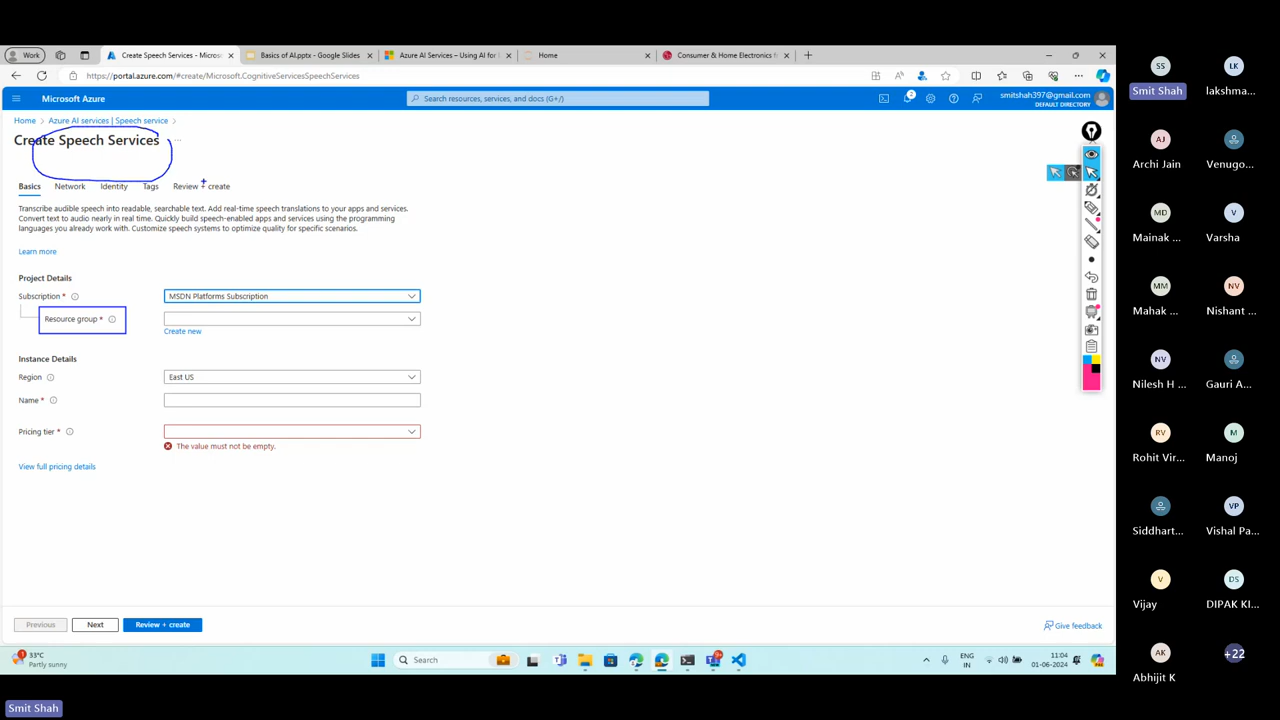 Work
Create Speech Services - Micros
Basics of AI.pptx - Google Slides
Azure AI Services – Using AI for
Home
Consumer & Home Electronics f
https://portal.azure.com/#create/Microsoft.CognitiveServicesSpeechServices
Microsoft Azure
Search resources, services, and docs (G+/)
2
smitshah397@gmail.com
DEFAULT DIRECTORY
Home > Azure AI services | Speech service >
Create Speech Services ...
Basics Network Identity Tags Review + create
Transcribe audible speech into readable, searchable text. Add real-time speech translations to your apps and services.
Convert text to audio nearly in real time. Quickly build speech-enabled apps and services using the programming
languages you already work with. Customize speech systems to optimize quality for specific scenarios.
Learn more
Project Details
Subscription * MSDN Platforms Subscription
Resource group *
Create new
Instance Details
Region East US
Name *
Pricing tier *
The value must not be empty.
View full pricing details
Previous Next Review + create
Give feedback
1
33°C
Partly sunny
Search
ENG
IN
11:04
01-06-2024
Smit Shah
SS LK
Smit Shah lakshma...
AJ
Archi Jain Venugo...
MD V
Mainak ... Varsha
MM NV
Mahak ... Nishant ...
NV
Nilesh H ... Gauri A...
RV M
Rohit Vir... Manoj
VP
Siddhart... Vishal Pa...
V DS
Vijay DIPAK KI...
AK +22
Abhijit K